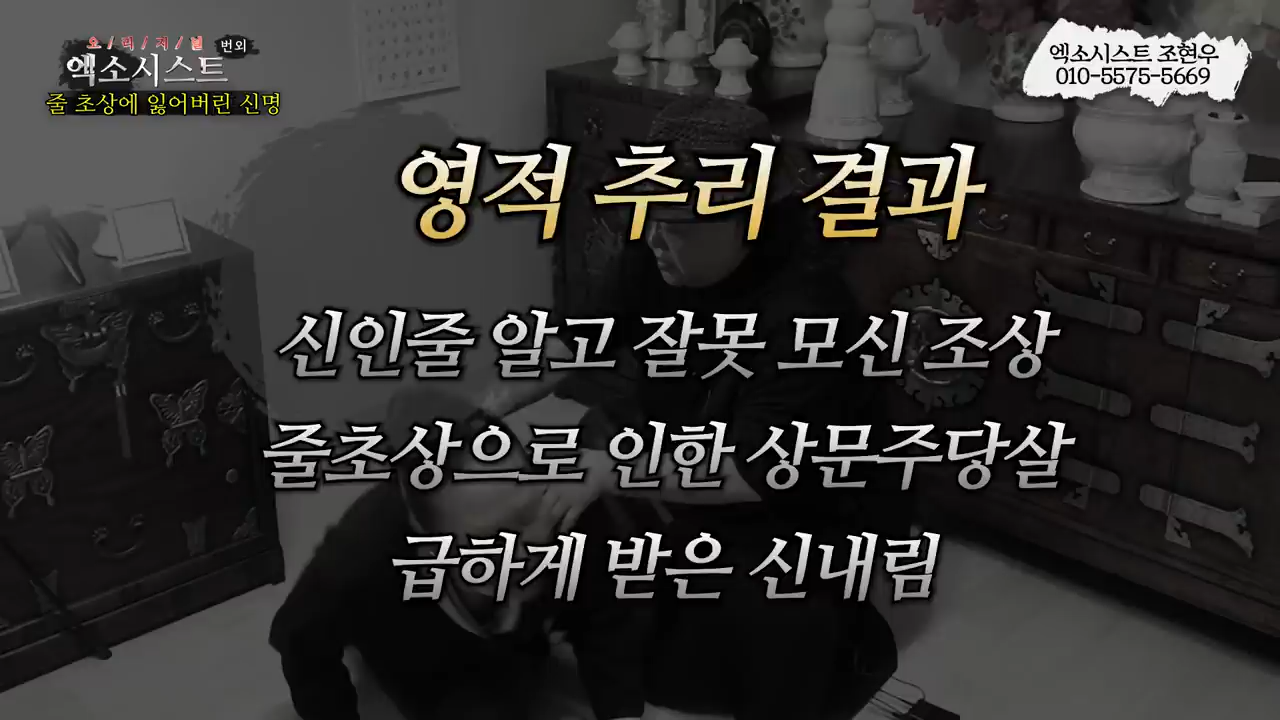 오/리/지/널 번외
엑소시스트
줄 초상에 잃어버린 신명
엑소시스트 조현우
010-5575-5669
영적 추리 결과
신인줄 알고 잘못 모신 조상
줄초상으로 인한 상문주당살
급하게 받은 신내림